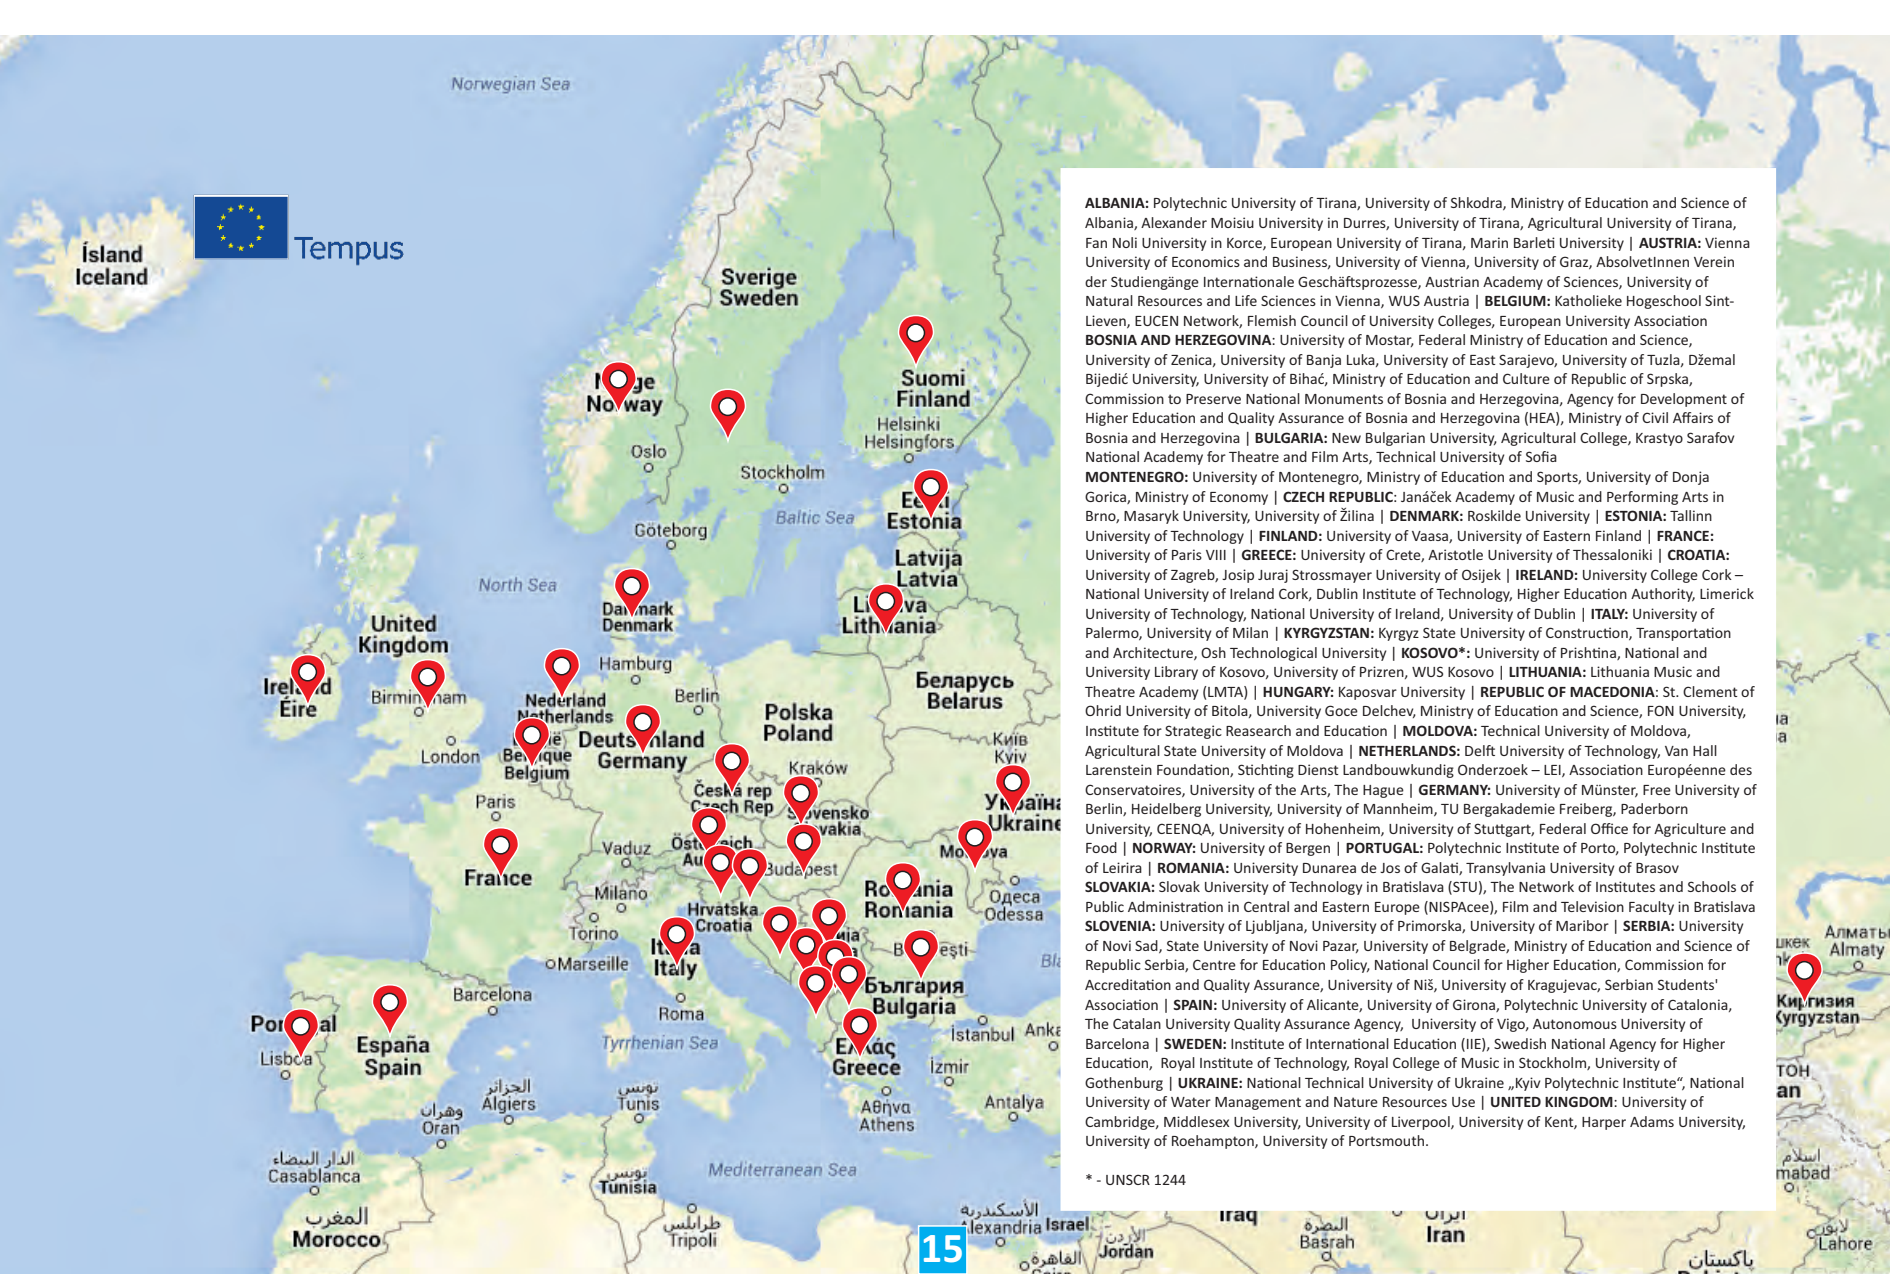 Norwegian Sea
Ísland
Iceland
Tempus
Sverige
Sweden
Suomi
Finland
Helsinki
Helsingfors
Norway
Oslo
Stockholm
Göteborg
Baltic Sea
Estonia
Latvija
Latvia
North Sea
Danmark
Denmark
United
Kingdom
Hamburg
Éire
Nederland
Netherlands
Berlin
Беларусь
Belarus
Polska
Poland
London
Belgium
Germany
Київ
Kyiv
Kraków
Česká rep
Czech Rep
Paris
Ukraine
Vaduz
Budapest
France
Milano
Romania
Одеса
Odessa
Hrvatska
Croatia
Torino
Marseille
Italy
България
Bulgaria
Barcelona
Roma
Lisboa
España
Spain
Tyrrhenian Sea
Ελλάς
Greece
İstanbul
İzmir
الجزائر
Algiers
تونس
Tunis
وهران
Oran
Αθήνα
Athens
Antalya
الدار البيضاء
Casablanca
تونس
Tunisia
Mediterranean Sea
المغرب
Morocco
طرابلس
Tripoli
الأسكندرية
Israel
الأردن
Jordan
القاهرة
Iraq
البصرة
Basrah
Iran
باكستان
Lahore
Almaty
Киргизия
Kyrgyzstan
ALBANIA: Polytechnic University of Tirana, University of Shkodra, Ministry of Education and Science of
Albania, Alexander Moisiu University in Durres, University of Tirana, Agricultural University of Tirana,
Fan Noli University in Korce, European University of Tirana, Marin Barleti University | AUSTRIA: Vienna
University of Economics and Business, University of Vienna, University of Graz, AbsolvetInnen Verein
der Studiengänge Internationale Geschäftsprozesse, Austrian Academy of Sciences, University of
Natural Resources and Life Sciences in Vienna, WUS Austria | BELGIUM: Katholieke Hogeschool Sint-
Lieven, EUCEN Network, Flemish Council of University Colleges, European University Association
BOSNIA AND HERZEGOVINA: University of Mostar, Federal Ministry of Education and Science,
University of Zenica, University of Banja Luka, University of East Sarajevo, University of Tuzla, Džemal
Bijedić University, University of Bihać, Ministry of Education and Culture of Republic of Srpska,
Commission to Preserve National Monuments of Bosnia and Herzegovina, Agency for Development of
Higher Education and Quality Assurance of Bosnia and Herzegovina (HEA), Ministry of Civil Affairs of
Bosnia and Herzegovina | BULGARIA: New Bulgarian University, Agricultural College, Krastyo Sarafov
National Academy for Theatre and Film Arts, Technical University of Sofia
MONTENEGRO: University of Montenegro, Ministry of Education and Sports, University of Donja
Gorica, Ministry of Economy | CZECH REPUBLIC: Janáček Academy of Music and Performing Arts in
Brno, Masaryk University, University of Žilina | DENMARK: Roskilde University | ESTONIA: Tallinn
University of Technology | FINLAND: University of Vaasa, University of Eastern Finland | FRANCE:
University of Paris VIII | GREECE: University of Crete, Aristotle University of Thessaloniki | CROATIA:
University of Zagreb, Josip Juraj Strossmayer University of Osijek | IRELAND: University College Cork –
National University of Ireland Cork, Dublin Institute of Technology, Higher Education Authority, Limerick
University of Technology, National University of Ireland, University of Dublin | ITALY: University of
Palermo, University of Milan | KYRGYZSTAN: Kyrgyz State University of Construction, Transportation
and Architecture, Osh Technological University | KOSOVO*: University of Prishtina, National and
University Library of Kosovo, University of Prizren, WUS Kosovo | LITHUANIA: Lithuania Music and
Theatre Academy (LMTA) | HUNGARY: Kaposvar University | REPUBLIC OF MACEDONIA: St. Clement of
Ohrid University of Bitola, University Goce Delchev, Ministry of Education and Science, FON University,
Institute for Strategic Reasearch and Education | MOLDOVA: Technical University of Moldova,
Agricultural State University of Moldova | NETHERLANDS: Delft University of Technology, Van Hall
Larenstein Foundation, Stichting Dienst Landbouwkundig Onderzoek – LEI, Association Européenne des
Conservatoires, University of the Arts, The Hague | GERMANY: University of Münster, Free University of
Berlin, Heidelberg University, University of Mannheim, TU Bergakademie Freiberg, Paderborn
University, CEENQA, University of Hohenheim, University of Stuttgart, Federal Office for Agriculture and
Food | NORWAY: University of Bergen | PORTUGAL: Polytechnic Institute of Porto, Polytechnic Institute
of Leirira | ROMANIA: University Dunarea de Jos of Galati, Transylvania University of Brasov
SLOVAKIA: Slovak University of Technology in Bratislava (STU), The Network of Institutes and Schools of
Public Administration in Central and Eastern Europe (NISPAcee), Film and Television Faculty in Bratislava
SLOVENIA: University of Ljubljana, University of Primorska, University of Maribor | SERBIA: University
of Novi Sad, State University of Novi Pazar, University of Belgrade, Ministry of Education and Science of
Republic Serbia, Centre for Education Policy, National Council for Higher Education, Commission for
Accreditation and Quality Assurance, University of Niš, University of Kragujevac, Serbian Students'
Association | SPAIN: University of Alicante, University of Girona, Polytechnic University of Catalonia,
The Catalan University Quality Assurance Agency, University of Vigo, Autonomous University of
Barcelona | SWEDEN: Institute of International Education (IIE), Swedish National Agency for Higher
Education, Royal Institute of Technology, Royal College of Music in Stockholm, University of
Gothenburg | UKRAINE: National Technical University of Ukraine „Kyiv Polytechnic Institute“, National
University of Water Management and Nature Resources Use | UNITED KINGDOM: University of
Cambridge, Middlesex University, University of Liverpool, University of Kent, Harper Adams University,
University of Roehampton, University of Portsmouth.
* - UNSCR 1244
15